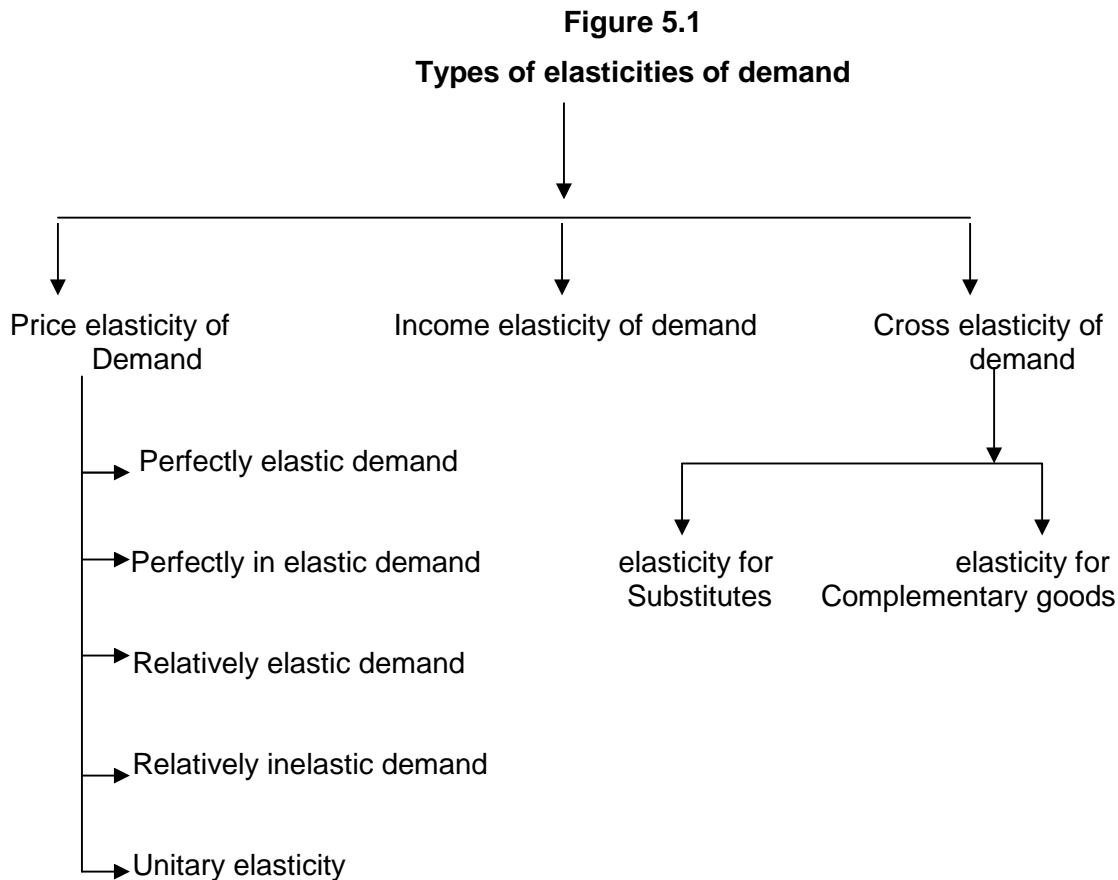 Figure 5.1
Types of elasticities of demand
Price elasticity of
Demand
Income elasticity of demand
Cross elasticity of
demand
Perfectly elastic demand
Perfectly in elastic demand
Relatively elastic demand
Relatively inelastic demand
Unitary elasticity
elasticity for
Substitutes
elasticity for
Complementary goods